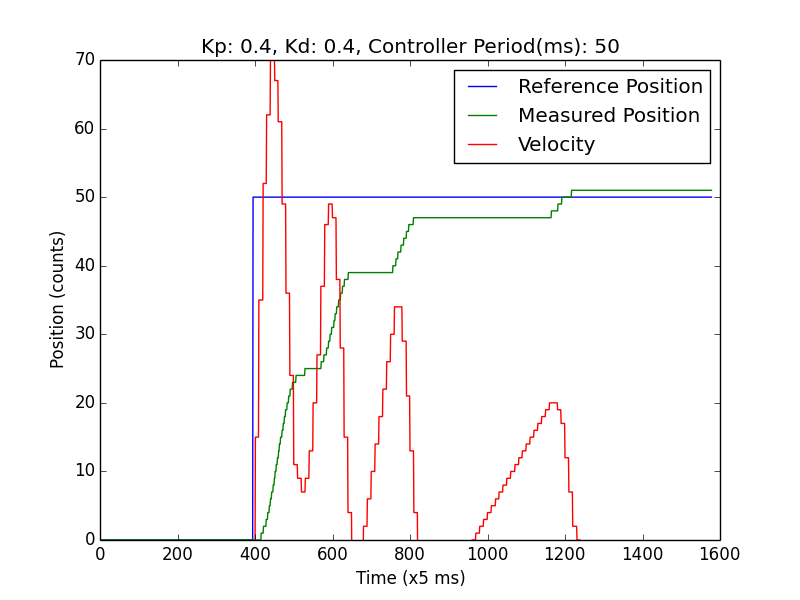 Kp: 0.4, Kd: 0.4, Controller Period(ms): 50
70
60
50
40
30
20
10
0
Position (counts)
Reference Position
Measured Position
Velocity
0 200 400 600 800 1000 1200 1400 1600
Time (x5 ms)